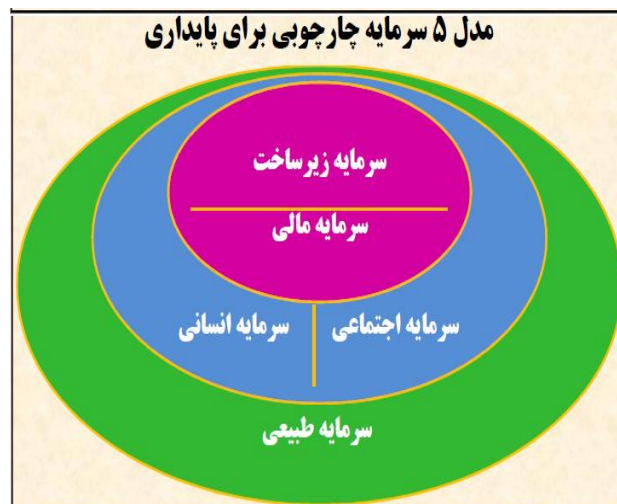 مدل ۵ سرمایه چارچوبی برای پایداری
سرمایه زیرساخت
سرمایه مالی
سرمایه اجتماعی
سرمایه انسانی
سرمایه طبیعی